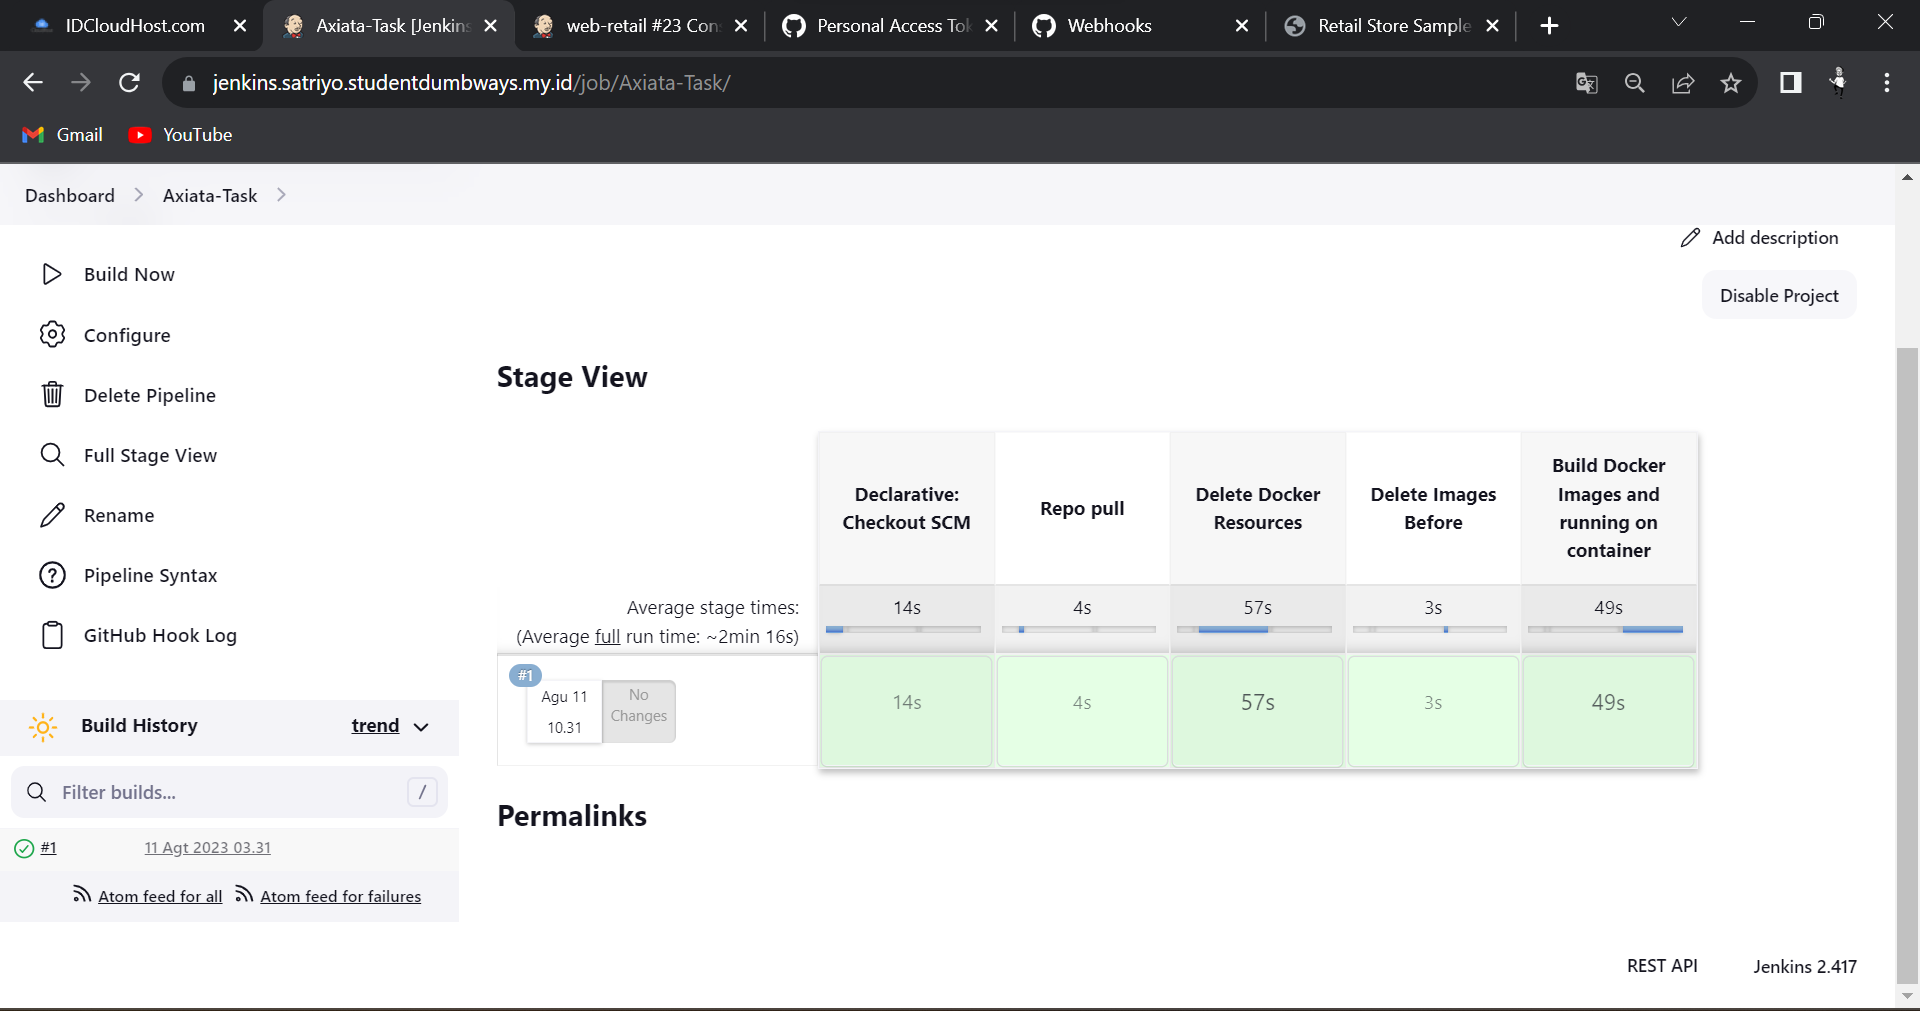 IDCloudHost.com
Axiata-Task [Jenkins
web-retail #23 Con
Personal Access Tok
Webhooks
Retail Store Sample
jenkins.satriyo.studentdumbways.my.id/job/Axiata-Task/
Gmail
YouTube
Dashboard
Axiata-Task
Add description
Disable Project
Build Now
Configure
Delete Pipeline
Full Stage View
Rename
Pipeline Syntax
GitHub Hook Log
Build History
trend
Filter builds...
/
#1
11 Agt 2023 03.31
Atom feed for all
Atom feed for failures
Stage View
Declarative:
Checkout SCM
Repo pull
Delete Docker
Resources
Delete Images
Before
Build Docker
Images and
running on
container
Average stage times:
(Average full run time: ~2min 16s)
14s
4s
57s
3s
49s
#1
Agu 11
10.31
No
Changes
14s
4s
57s
3s
49s
Permalinks
REST API
Jenkins 2.417